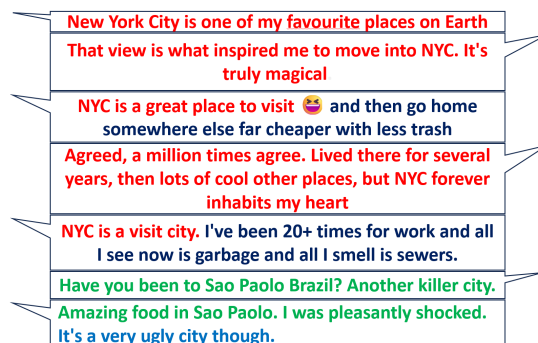 New York City is one of my favourite places on Earth
That view is what inspired me to move into NYC. It's
truly magical
NYC is a great place to visit 😆 and then go home
somewhere else far cheaper with less trash
Agreed, a million times agree. Lived there for several
years, then lots of cool other places, but NYC forever
inhabits my heart
NYC is a visit city. I've been 20+ times for work and all
I see now is garbage and all I smell is sewers.
Have you been to Sao Paolo Brazil? Another killer city.
Amazing food in Sao Paolo. I was pleasantly shocked.
It's a very ugly city though.